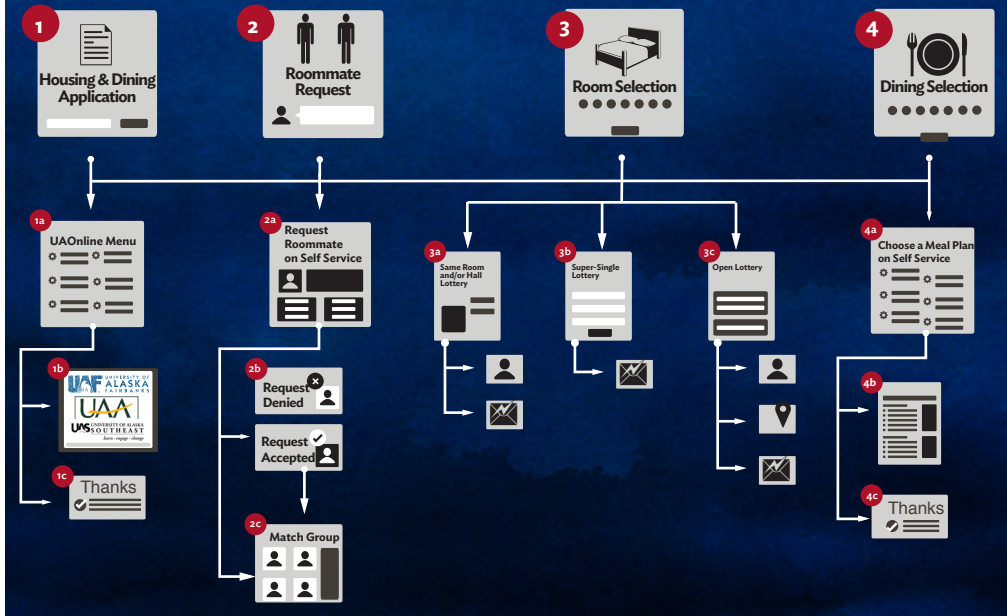 1
Housing & Dining
Application
2
Roommate
Request
3
Room Selection
4
Dining Selection
1a
UAOnline Menu
1b
UAF
UNIVERSITY OF
ALASKA
FAIRBANKS
UAA
UAS
UNIVERSITY OF ALASKA
SOUTHEAST
learn · engage · change
1c
Thanks
2a
Request
Roommate
on Self Service
2b
Request
Denied
Request
Accepted
2c
Match Group
3a
Same Room
and/or Hall
Lottery
3b
Super-Single
Lottery
3c
Open Lottery
4a
Choose a Meal Plan
on Self Service
4b
4c
Thanks